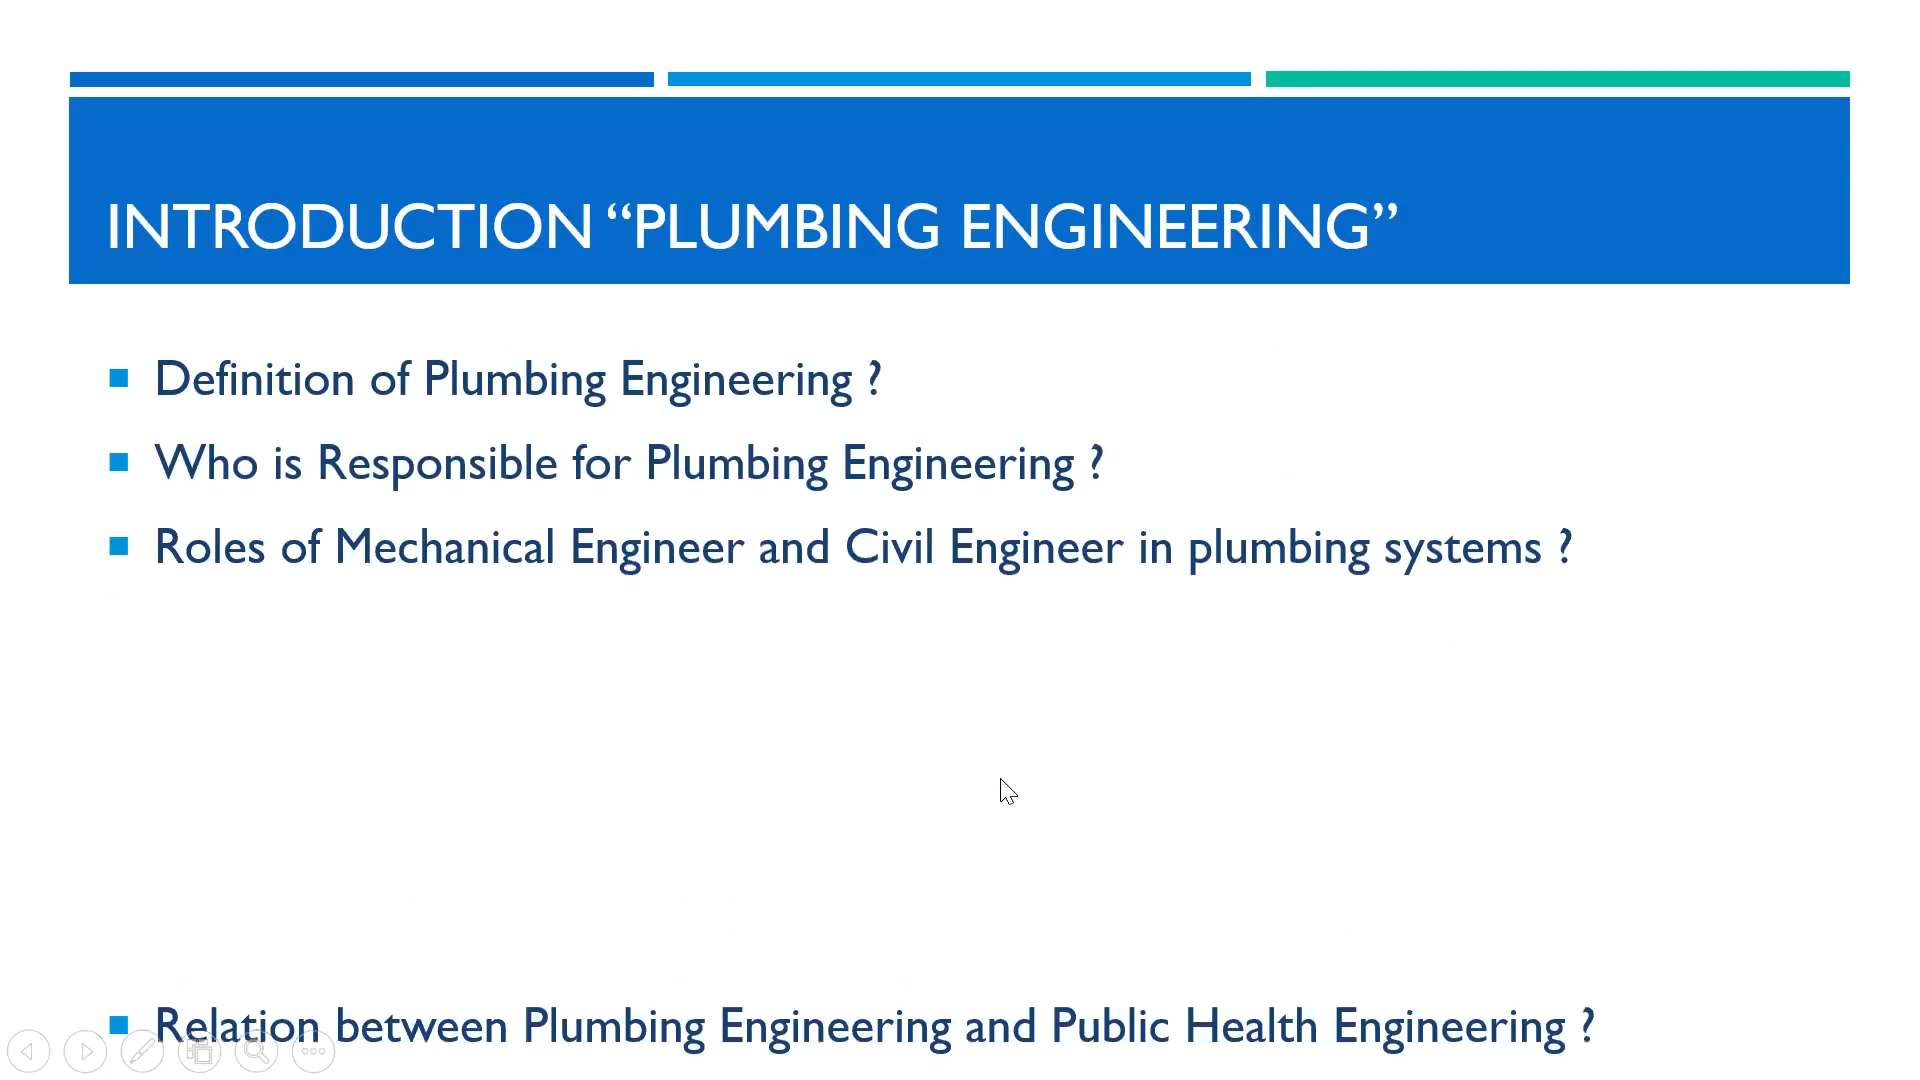 INTRODUCTION “PLUMBING ENGINEERING”
Definition of Plumbing Engineering ?
Who is Responsible for Plumbing Engineering ?
Roles of Mechanical Engineer and Civil Engineer in plumbing systems ?
Relation between Plumbing Engineering and Public Health Engineering ?